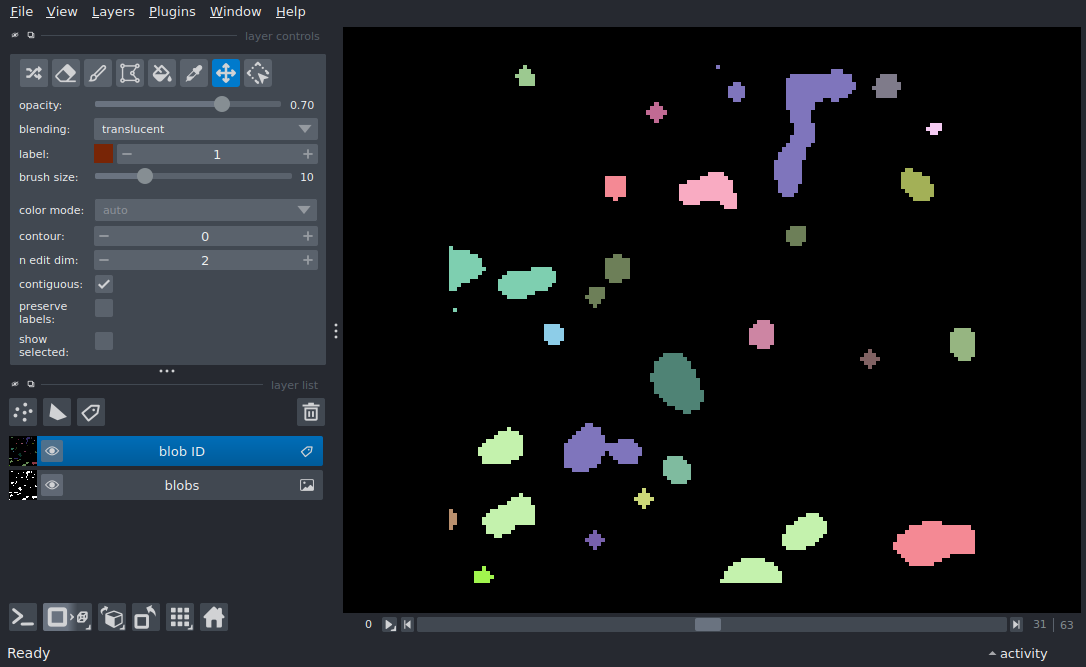 File View Layers Plugins Window Help
layer controls
opacity: 0.70
blending: translucent
label: 1
brush size: 10
color mode: auto
contour: 0
n edit dim: 2
contiguous:
preserve
labels:
show
selected:
layer list
blob ID
blobs
0 31 | 63
Ready activity